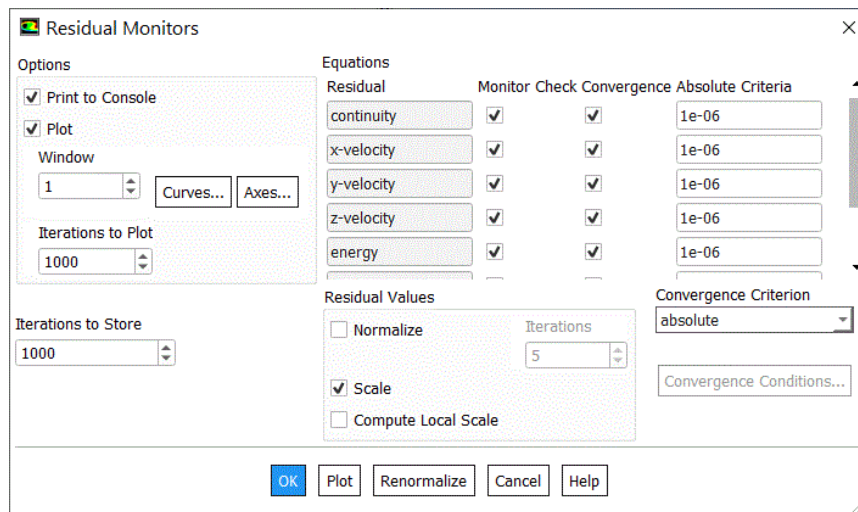 Residual Monitors
Options
Print to Console
Plot
Window
1
Curves... Axes...
Iterations to Plot
1000
Iterations to Store
1000
Equations
Residual Monitor Check Convergence Absolute Criteria
continuity 1e-06
x-velocity 1e-06
y-velocity 1e-06
z-velocity 1e-06
energy 1e-06
Residual Values
Normalize
Iterations
5
Scale
Compute Local Scale
Convergence Criterion
absolute
Convergence Conditions...
OK Plot Renormalize Cancel Help